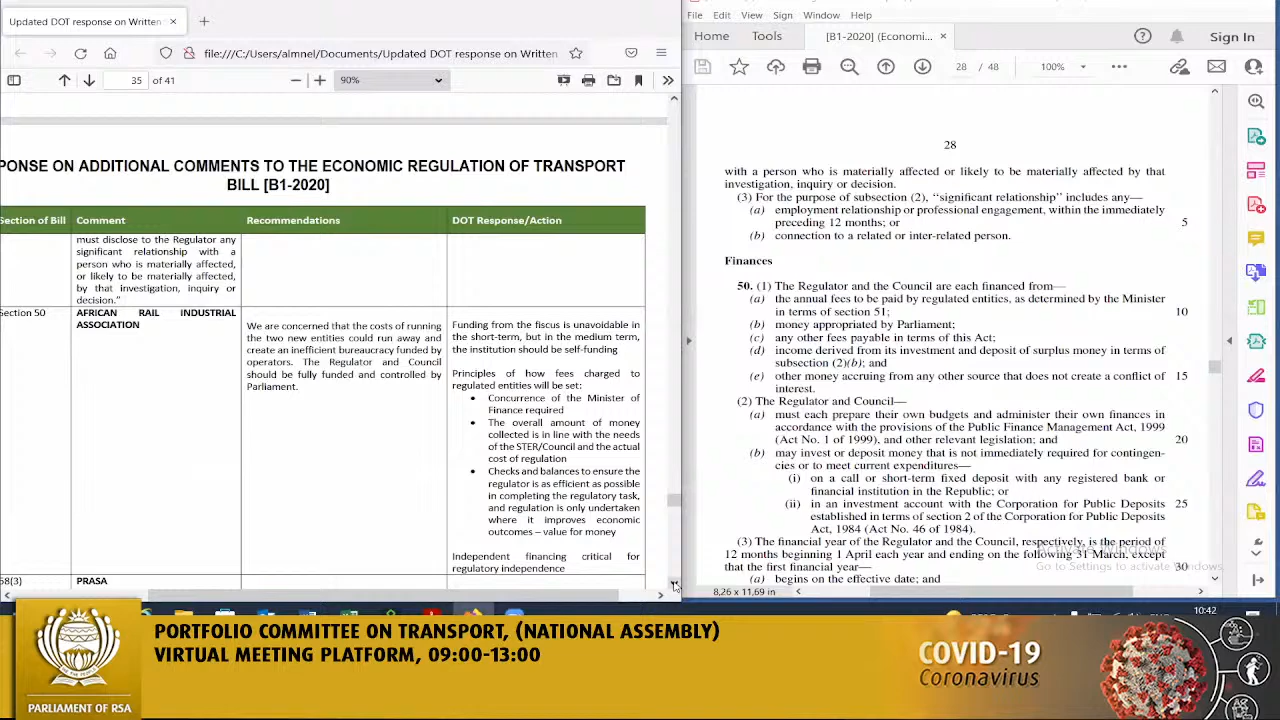 Updated DOT response on Written
file:///C:/Users/almnel/Documents/Updated DOT response on Written
35 of 41
90%
PONSE ON ADDITIONAL COMMENTS TO THE ECONOMIC REGULATION OF TRANSPORT
BILL [B1-2020]
Section of Bill Comment Recommendations DOT Response/Action
must disclose to the Regulator any
significant relationship with a
person who is materially affected,
or likely to be materially affected,
by that investigation, inquiry or
decision.”
Section 50
AFRICAN RAIL INDUSTRIAL
ASSOCIATION
We are concerned that the costs of running
the two new entities could run away and
create an inefficient bureaucracy funded by
operators. The Regulator and Council
should be fully funded and controlled by
Parliament.
Funding from the fiscus is unavoidable in
the short-term, but in the medium term,
the institution should be self-funding
Principles of how fees charged to
regulated entities will be set:
• Concurrence of the Minister of
Finance required
• The overall amount of money
collected is in line with the needs
of the STER/Council and the actual
cost of regulation
• Checks and balances to ensure the
regulator is as efficient as possible
in completing the regulatory task,
and regulation is only undertaken
where it improves economic
outcomes – value for money
Independent financing critical for
regulatory independence
58(3) PRASA
File Edit View Sign Window Help
Home Tools [B1-2020] (Economi... Sign In
28 / 48 100%
28
with a person who is materially affected or likely to be materially affected by that
investigation, inquiry or decision.
(3) For the purpose of subsection (2), “significant relationship” includes any—
(a) employment relationship or professional engagement, within the immediately
preceding 12 months; or 5
(b) connection to a related or inter-related person.
Finances
50. (1) The Regulator and the Council are each financed from—
(a) the annual fees to be paid by regulated entities, as determined by the Minister
in terms of section 51; 10
(b) money appropriated by Parliament;
(c) any other fees payable in terms of this Act;
(d) income derived from its investment and deposit of surplus money in terms of
subsection (2)(b); and
(e) other money accruing from any other source that does not create a conflict of 15
interest.
(2) The Regulator and Council—
(a) must each prepare their own budgets and administer their own finances in
accordance with the provisions of the Public Finance Management Act, 1999
(Act No. 1 of 1999), and other relevant legislation; and 20
(b) may invest or deposit money that is not immediately required for contingen-
cies or to meet current expenditures—
(i) on a call or short-term fixed deposit with any registered bank or
financial institution in the Republic; or
(ii) in an investment account with the Corporation for Public Deposits 25
established in terms of section 2 of the Corporation for Public Deposits
Act, 1984 (Act No. 46 of 1984).
(3) The financial year of the Regulator and the Council, respectively, is the period of
12 months beginning 1 April each year and ending on the following 31 March, except
that the first financial year— 30
(a) begins on the effective date; and
Activate Windows
Go to Settings to activate Windows.
8,26 x 11,69 in
10:42
PORTFOLIO COMMITTEE ON TRANSPORT, (NATIONAL ASSEMBLY)
VIRTUAL MEETING PLATFORM, 09:00-13:00
PARLIAMENT OF RSA
COVID-19
Coronavirus